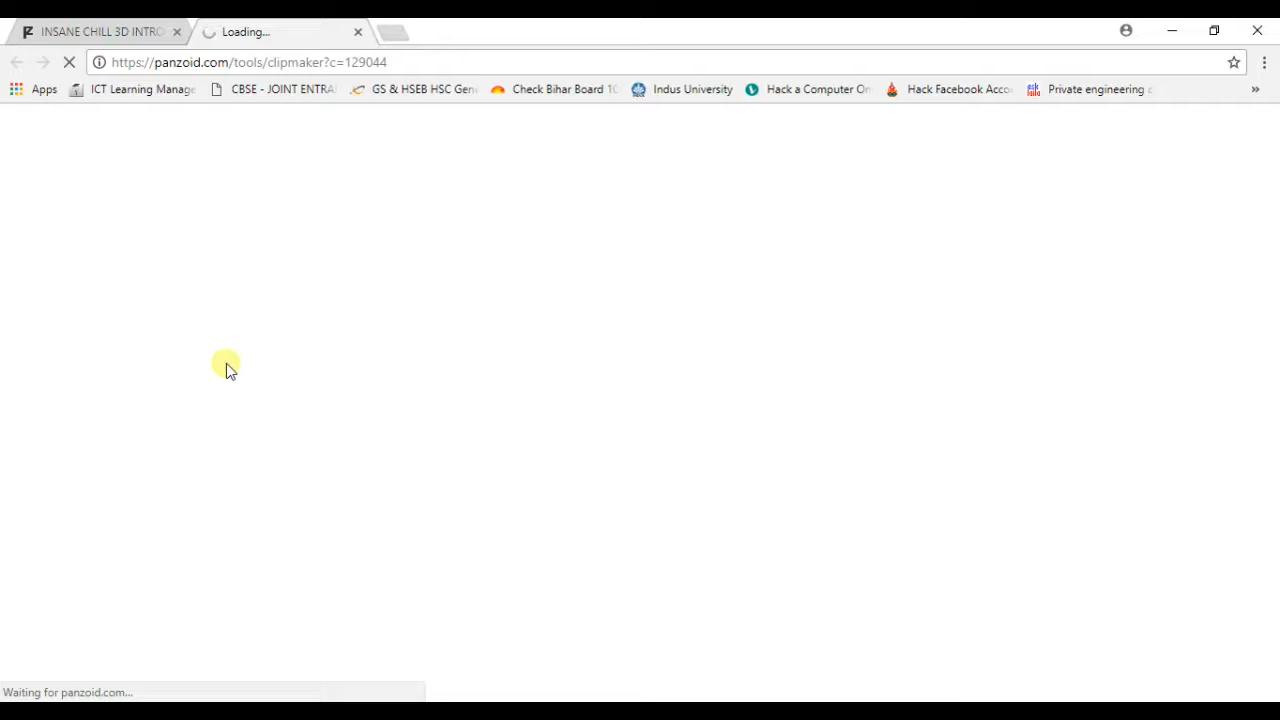 INSANE CHILL 3D INTRO
Loading...
https://panzoid.com/tools/clipmaker?c=129044
Apps
ICT Learning Manage
CBSE - JOINT ENTRA
GS & HSEB HSC Gen
Check Bihar Board 10
Indus University
Hack a Computer On
Hack Facebook Acco
Private engineering
Waiting for panzoid.com...